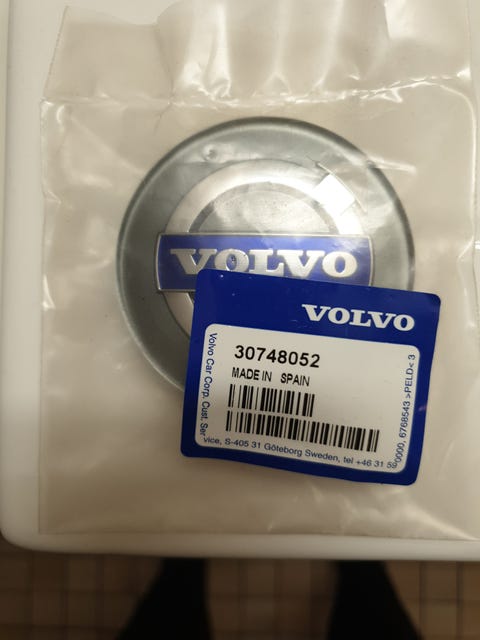 VOLVO
VOLVO
30748052
MADE IN SPAIN
Volvo Car Corp. Cust. Ser
vice, S-405 31 Göteborg Sweden, tel +46 31 59
0000, 6768543 >PELD< 3